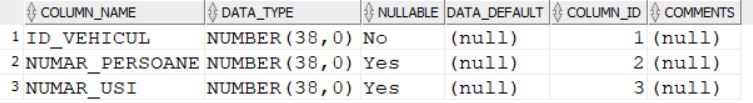 COLUMN_NAME DATA_TYPE NULLABLE DATA_DEFAULT COLUMN_ID COMMENTS
1 ID_VEHICUL NUMBER(38,0) No (null) 1 (null)
2 NUMAR_PERSOANE NUMBER(38,0) Yes (null) 2 (null)
3 NUMAR_USI NUMBER(38,0) Yes (null) 3 (null)